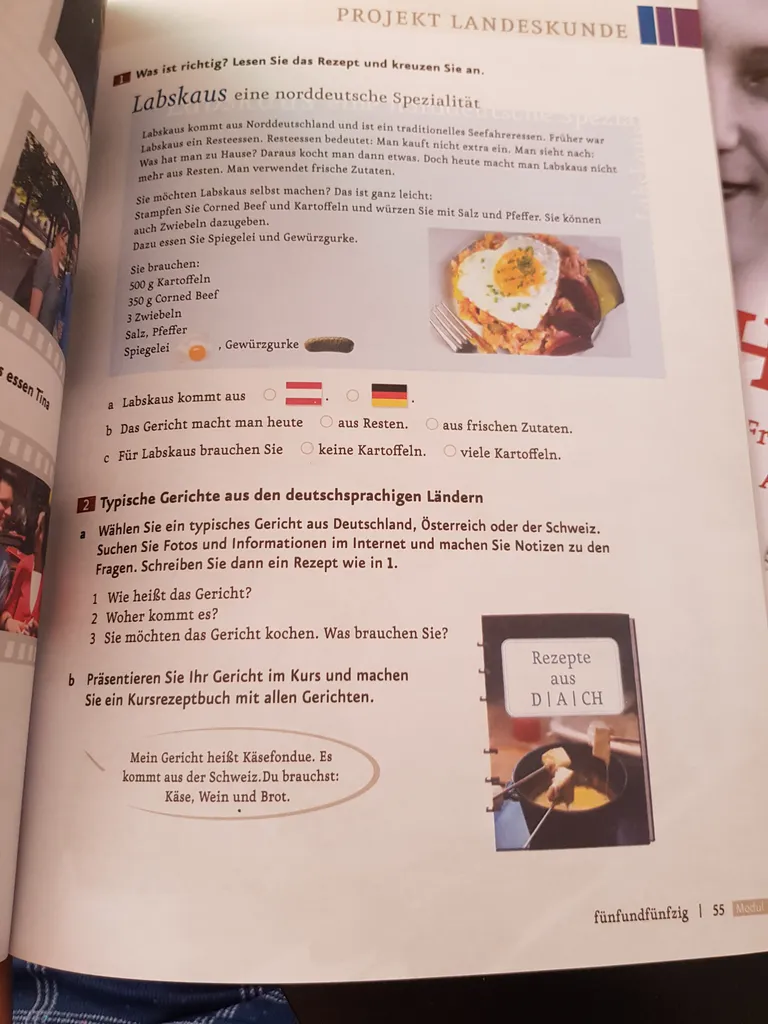 PROJEKT LANDESKUNDE
1 Was ist richtig? Lesen Sie das Rezept und kreuzen Sie an.
Labskaus eine norddeutsche Spezialität
Labskaus kommt aus Norddeutschland und ist ein traditionelles Seefahreressen. Früher war
Labskaus ein Resteessen. Resteessen bedeutet: Man kauft nicht extra ein. Man sieht nach:
Was hat man zu Hause? Daraus kocht man dann etwas. Doch heute macht man Labskaus nicht
mehr aus Resten. Man verwendet frische Zutaten.
Sie möchten Labskaus selbst machen? Das ist ganz leicht:
Stampfen Sie Corned Beef und Kartoffeln und würzen Sie mit Salz und Pfeffer. Sie können
auch Zwiebeln dazugeben.
Dazu essen Sie Spiegelei und Gewürzgurke.
Sie brauchen:
500 g Kartoffeln
350 g Corned Beef
3 Zwiebeln
Salz, Pfeffer
Spiegelei , Gewürzgurke
a Labskaus kommt aus . .
b Das Gericht macht man heute aus Resten. aus frischen Zutaten.
c Für Labskaus brauchen Sie keine Kartoffeln. viele Kartoffeln.
2 Typische Gerichte aus den deutschsprachigen Ländern
a Wählen Sie ein typisches Gericht aus Deutschland, Österreich oder der Schweiz.
Suchen Sie Fotos und Informationen im Internet und machen Sie Notizen zu den
Fragen. Schreiben Sie dann ein Rezept wie in 1.
1 Wie heißt das Gericht?
2 Woher kommt es?
3 Sie möchten das Gericht kochen. Was brauchen Sie?
b Präsentieren Sie Ihr Gericht im Kurs und machen
Sie ein Kursrezeptbuch mit allen Gerichten.
Rezepte
aus
D | A | CH
Mein Gericht heißt Käsefondue. Es
kommt aus der Schweiz.Du brauchst:
Käse, Wein und Brot.
fünfundfünfzig | 55 Modul
essen Tina